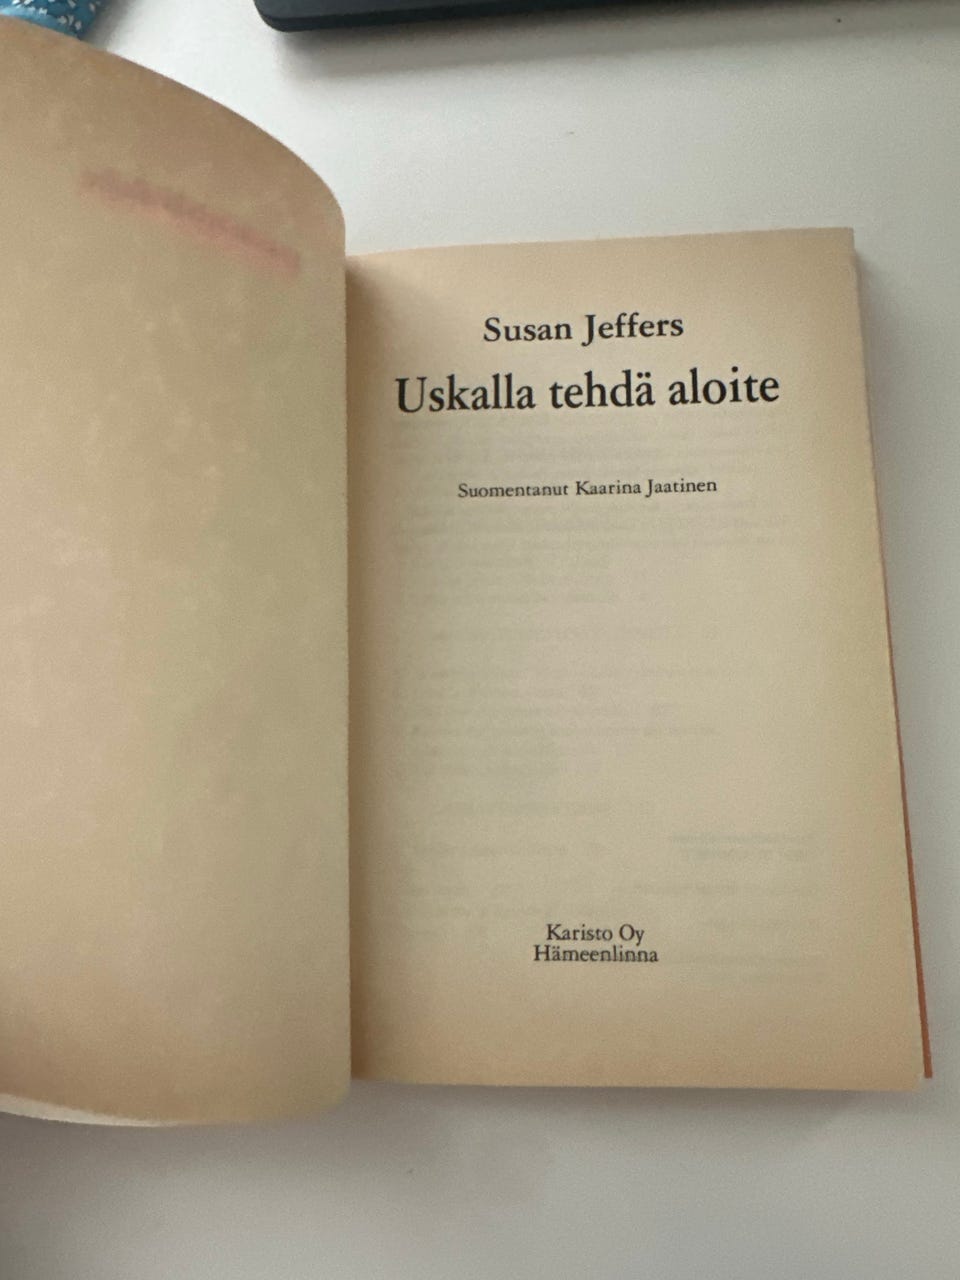 Susan Jeffers
Uskalla tehdä aloite
Suomentanut Kaarina Jaatinen
Karisto Oy
Hämeenlinna